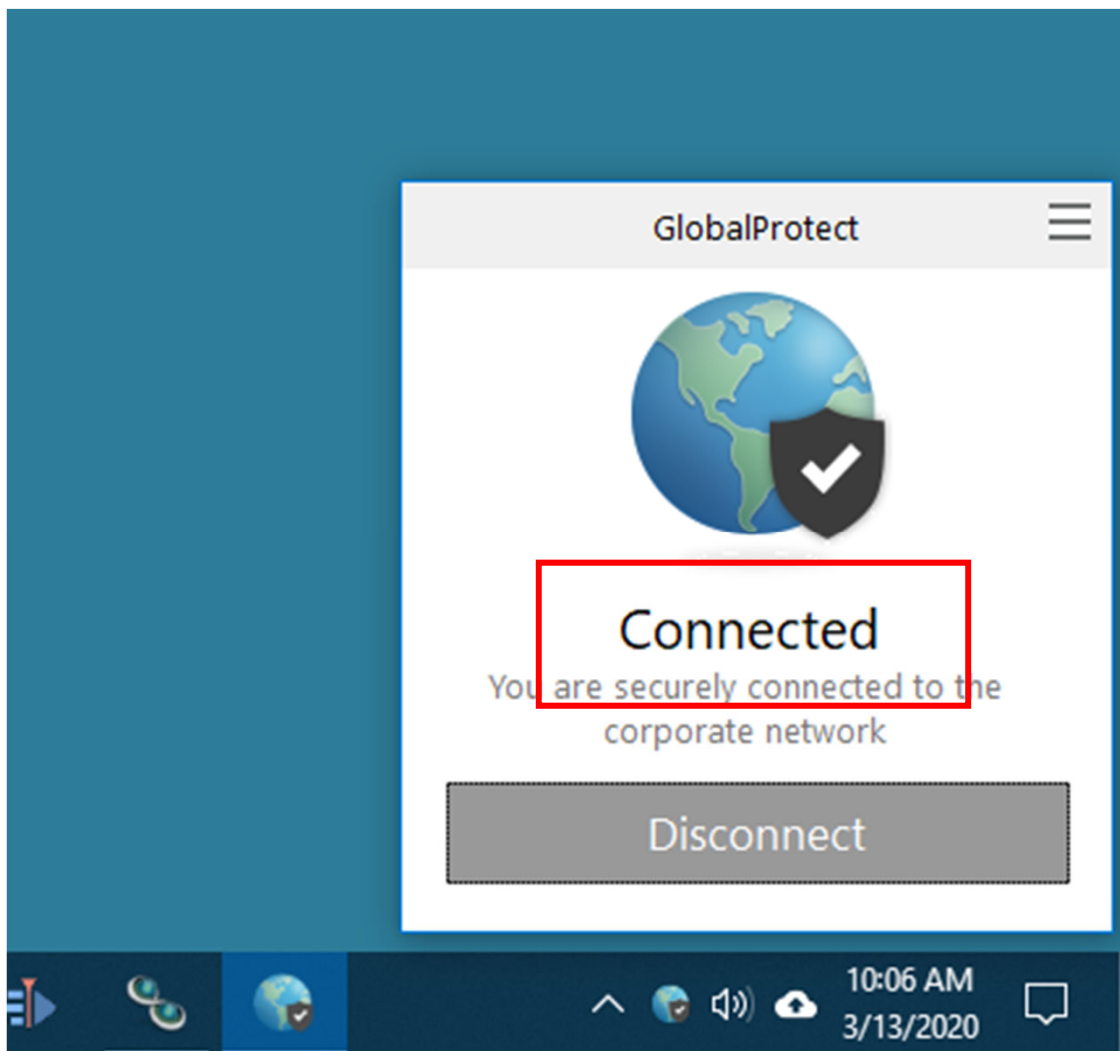 GlobalProtect
Connected
You are securely connected to the
corporate network
Disconnect
10:06 AM
3/13/2020